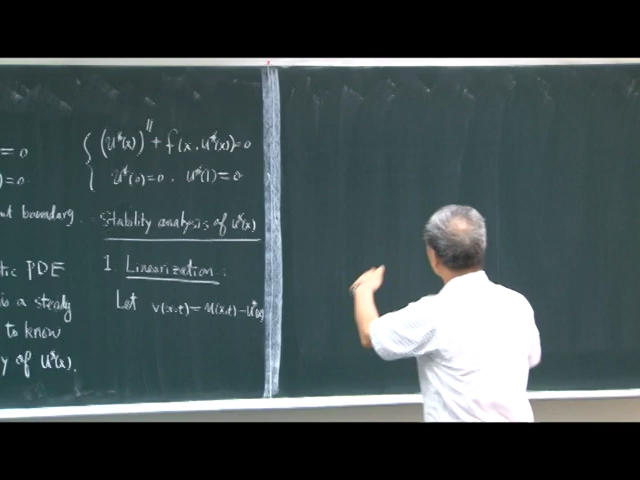 = 0
) = 0
ut boundary
tic PDE
is a steady
to know
y of u*(x).
{ (u*(x))'' + f(x, u*(x)) = 0
u*(0) = 0, u*(1) = 0
Stability analysis of u*(x)
1. Linearization:
Let v(x,t) = u(x,t) - u*(x)